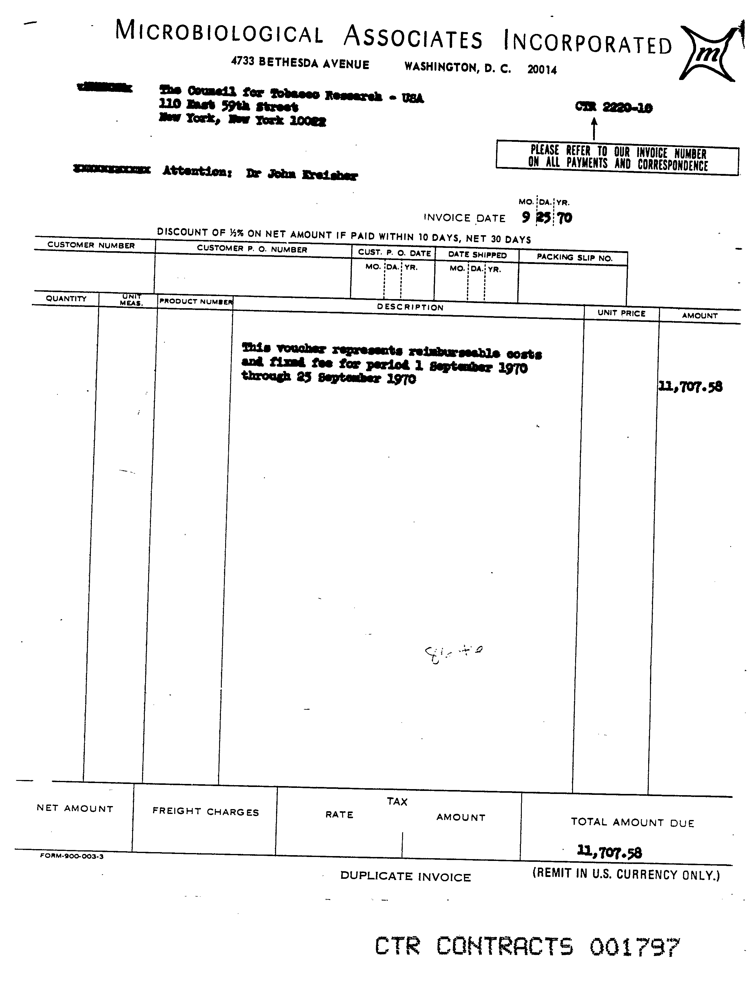 MICROBIOLOGICAL ASSOCIATES INCORPORATED
m
4733 BETHESDA AVENUE WASHINGTON, D. C. 20014
The Council for Tobacco Research - USA
110 East 59th Street
New York, New York 10022
CTR 2220-10
PLEASE REFER TO OUR INVOICE NUMBER
ON ALL PAYMENTS AND CORRESPONDENCE
Attention: Dr John Kreisher
MO. DA. YR.
INVOICE DATE 9 25 70
DISCOUNT OF ½% ON NET AMOUNT IF PAID WITHIN 10 DAYS, NET 30 DAYS
CUSTOMER NUMBER CUSTOMER P. O. NUMBER CUST. P. O. DATE DATE SHIPPED PACKING SLIP NO.
MO. DA. YR. MO. DA. YR.
QUANTITY UNIT MEAS. PRODUCT NUMBER DESCRIPTION UNIT PRICE AMOUNT
This voucher represents reimburseable costs
and fixed fee for period 1 September 1970
through 25 September 1970 11,707.58
NET AMOUNT FREIGHT CHARGES TAX
RATE AMOUNT TOTAL AMOUNT DUE
11,707.58
FORM-900-003-3
DUPLICATE INVOICE (REMIT IN U.S. CURRENCY ONLY.)
CTR CONTRACTS 001797